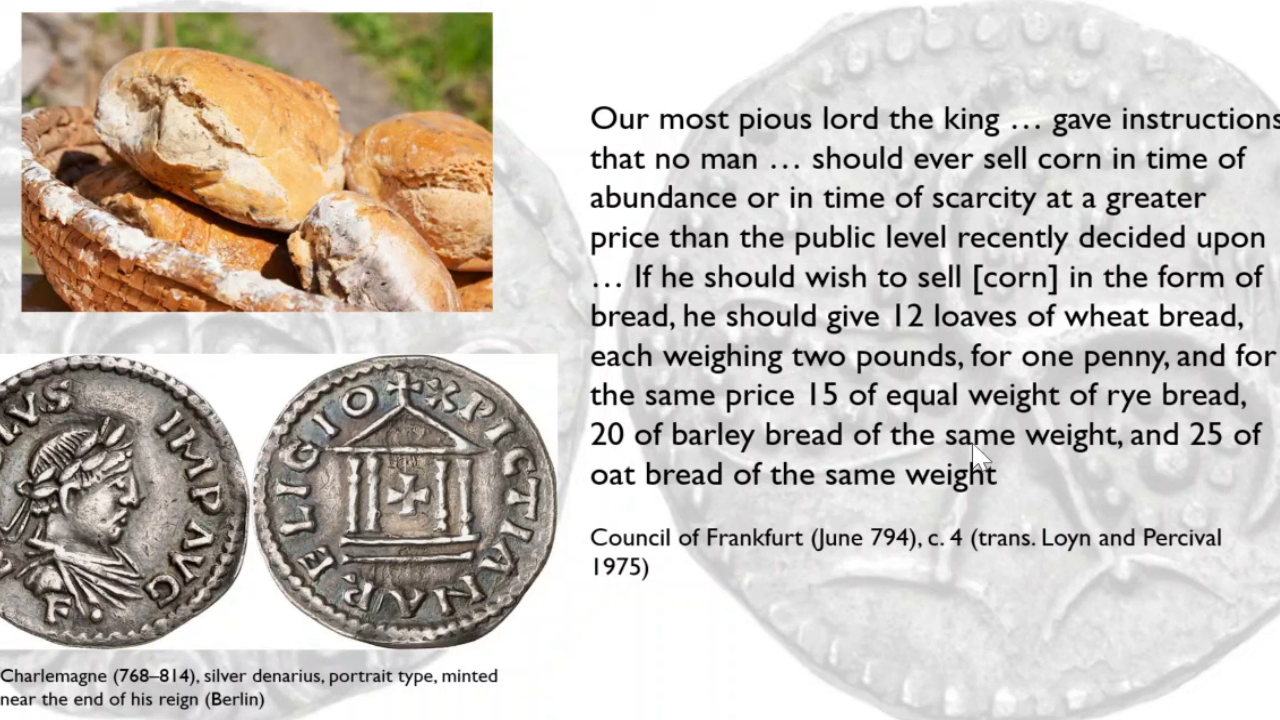 Our most pious lord the king … gave instructions
that no man … should ever sell corn in time of
abundance or in time of scarcity at a greater
price than the public level recently decided upon
… If he should wish to sell [corn] in the form of
bread, he should give 12 loaves of wheat bread,
each weighing two pounds, for one penny, and for
the same price 15 of equal weight of rye bread,
20 of barley bread of the same weight, and 25 of
oat bread of the same weight
Council of Frankfurt (June 794), c. 4 (trans. Loyn and Percival
1975)
LVS IMP AVG
F
XPICTIANA RELIGIO
Charlemagne (768–814), silver denarius, portrait type, minted
near the end of his reign (Berlin)